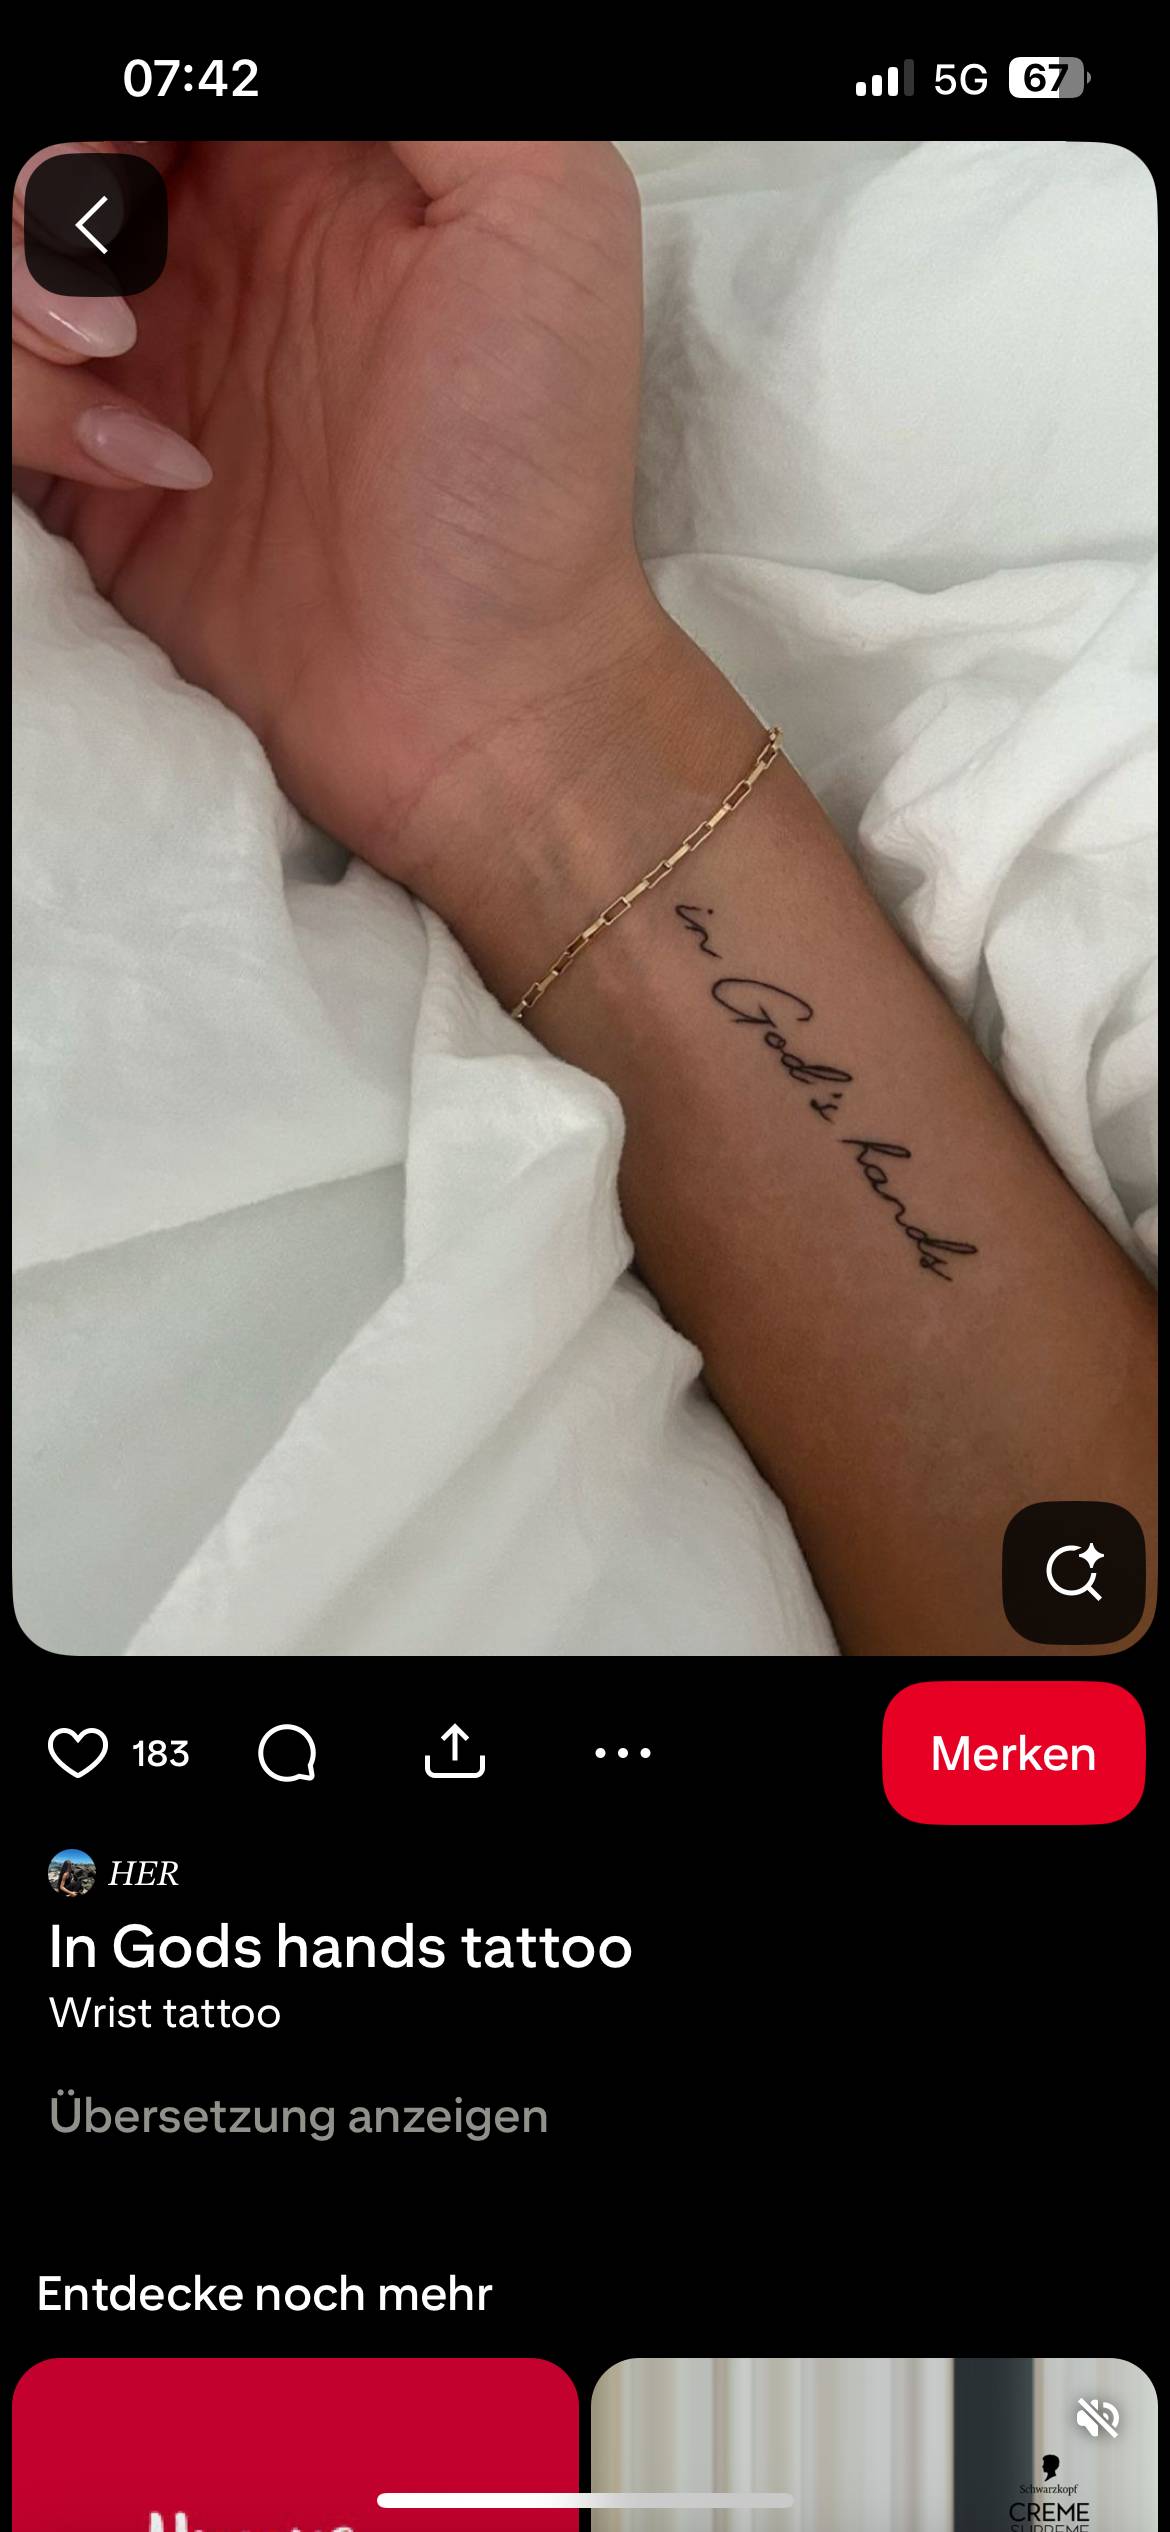 07:42
5G 67
in God's hands
183
Merken
HER
In Gods hands tattoo
Wrist tattoo
Übersetzung anzeigen
Entdecke noch mehr
Schwarzkopf
CREME
SUPREME